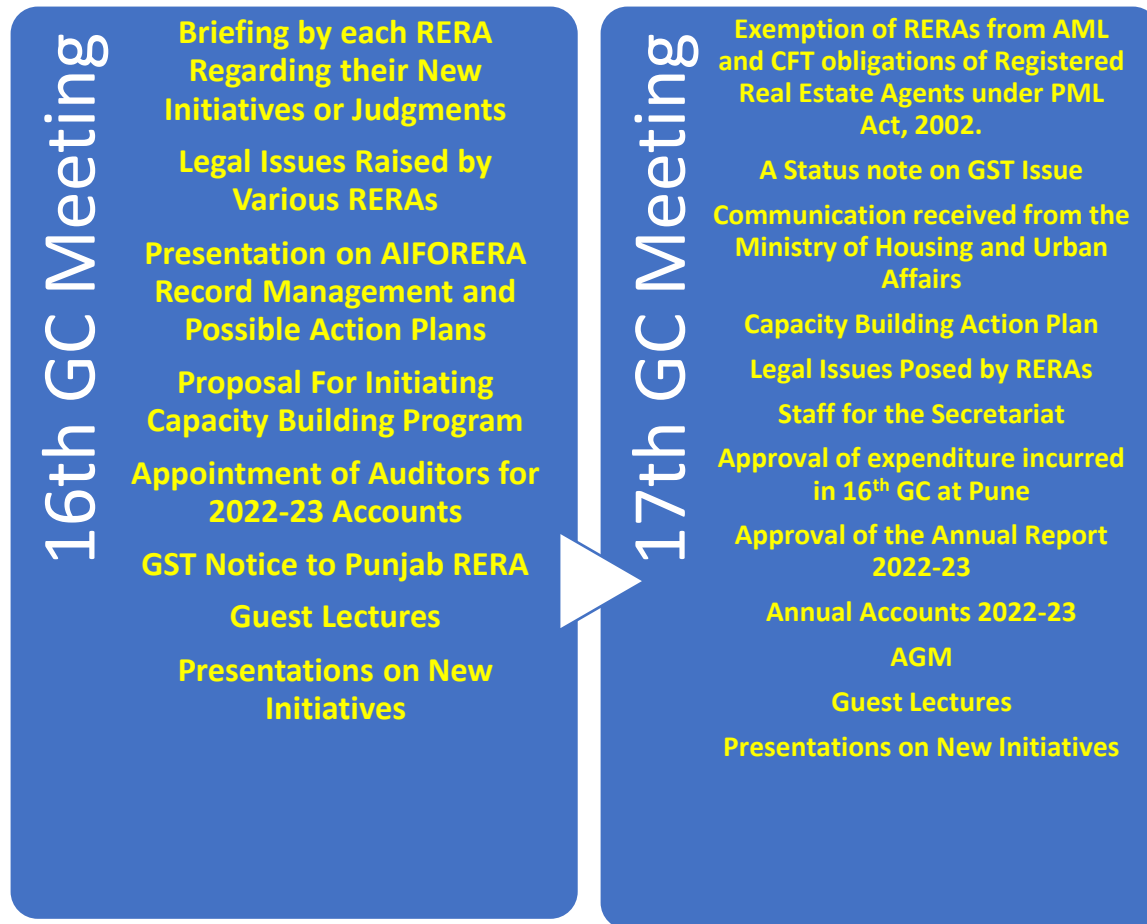 16th GC Meeting
Briefing by each RERA
Regarding their New
Initiatives or Judgments
Legal Issues Raised by
Various RERAs
Presentation on AIFORERA
Record Management and
Possible Action Plans
Proposal For Initiating
Capacity Building Program
Appointment of Auditors for
2022-23 Accounts
GST Notice to Punjab RERA
Guest Lectures
Presentations on New
Initiatives
17th GC Meeting
Exemption of RERAs from AML
and CFT obligations of Registered
Real Estate Agents under PML
Act, 2002.
A Status note on GST Issue
Communication received from the
Ministry of Housing and Urban
Affairs
Capacity Building Action Plan
Legal Issues Posed by RERAs
Staff for the Secretariat
Approval of expenditure incurred
in 16th GC at Pune
Approval of the Annual Report
2022-23
Annual Accounts 2022-23
AGM
Guest Lectures
Presentations on New Initiatives